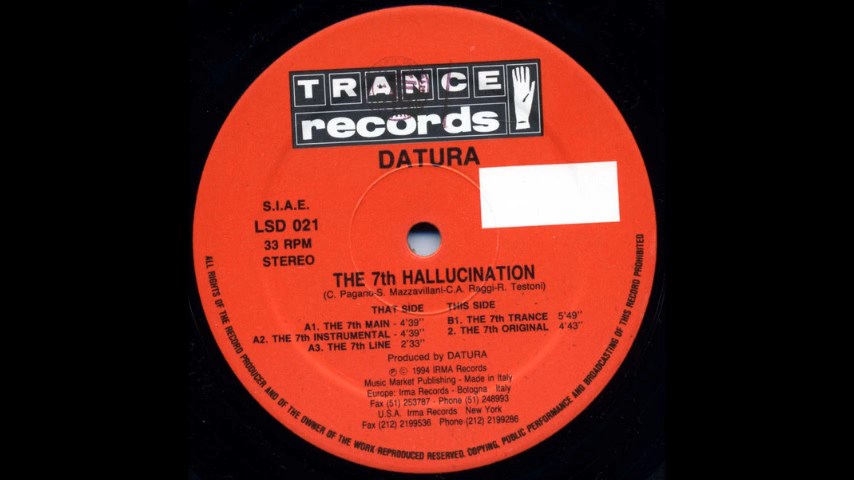 TRANCE
records
DATURA
S.I.A.E.
LSD 021
33 RPM
STEREO
THE 7th HALLUCINATION
(C. Pagano-S. Mazzavillani-C.A. Raggi-R. Testoni)
THAT SIDE
A1. THE 7th MAIN - 4'39"
A2. THE 7th INSTRUMENTAL - 4'39"
A3. THE 7th LINE 2'33"
THIS SIDE
B1. THE 7th TRANCE 5'49"
2. THE 7th ORIGINAL 4'43"
Produced by DATURA
℗ © 1994 IRMA Records
Music Market Publishing - Made in Italy
Europe: Irma Records - Bologna Italy
Fax (51) 253787 - Phone (51) 248993
U.S.A. Irma Records New York
Fax (212) 2199536 - Phone (212) 2199286
ALL RIGHTS OF THE RECORD PRODUCER AND OF THE OWNER OF THE WORK REPRODUCED RESERVED. COPYING, PUBLIC PERFORMANCE AND BROADCASTING OF THIS RECORD PROHIBITED